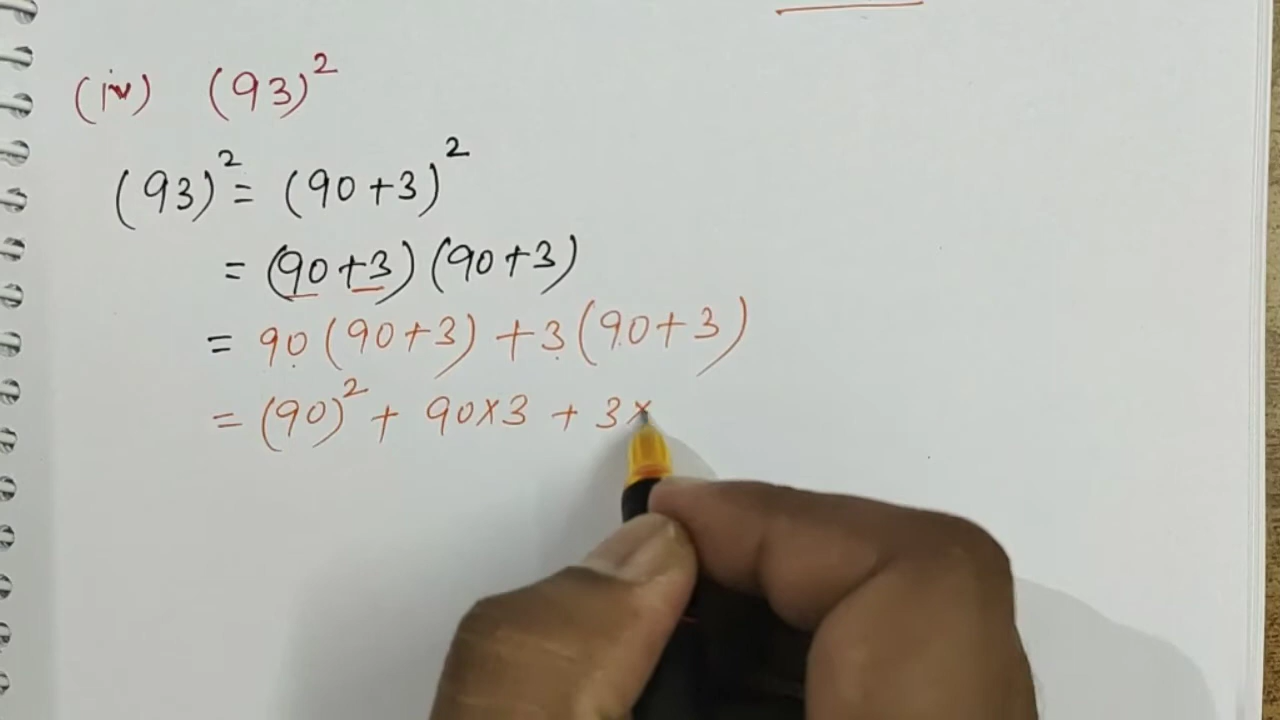 (iv) (93)²
(93)² = (90+3)²
= (90+3)(90+3)
= 90(90+3) + 3(90+3)
= (90)² + 90×3 + 3×